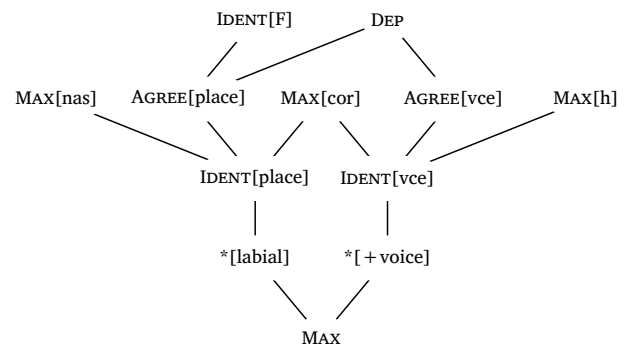 IDENT[F] DEP
MAX[nas] AGREE[place] MAX[cor] AGREE[vce] MAX[h]
IDENT[place] IDENT[vce]
*[labial] *[+voice]
MAX